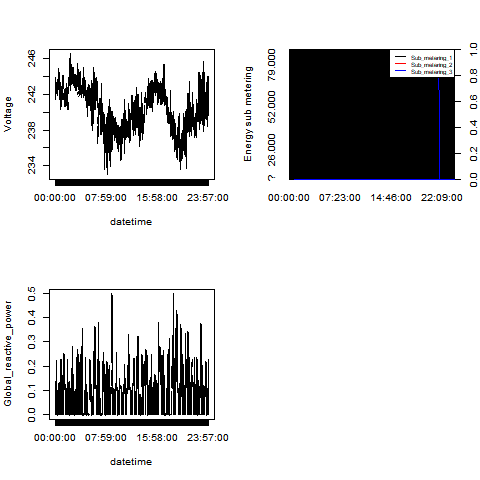 Voltage
234
238
242
246
00:00:00 07:59:00 15:58:00 23:57:00
datetime
Energy sub metering
?
26.000
52.000
79.000
Sub_metering_1
Sub_metering_2
Sub_metering_3
0.0
0.2
0.4
0.6
0.8
1.0
00:00:00 07:23:00 14:46:00 22:09:00
Global_reactive_power
0.0
0.1
0.2
0.3
0.4
0.5
00:00:00 07:59:00 15:58:00 23:57:00
datetime